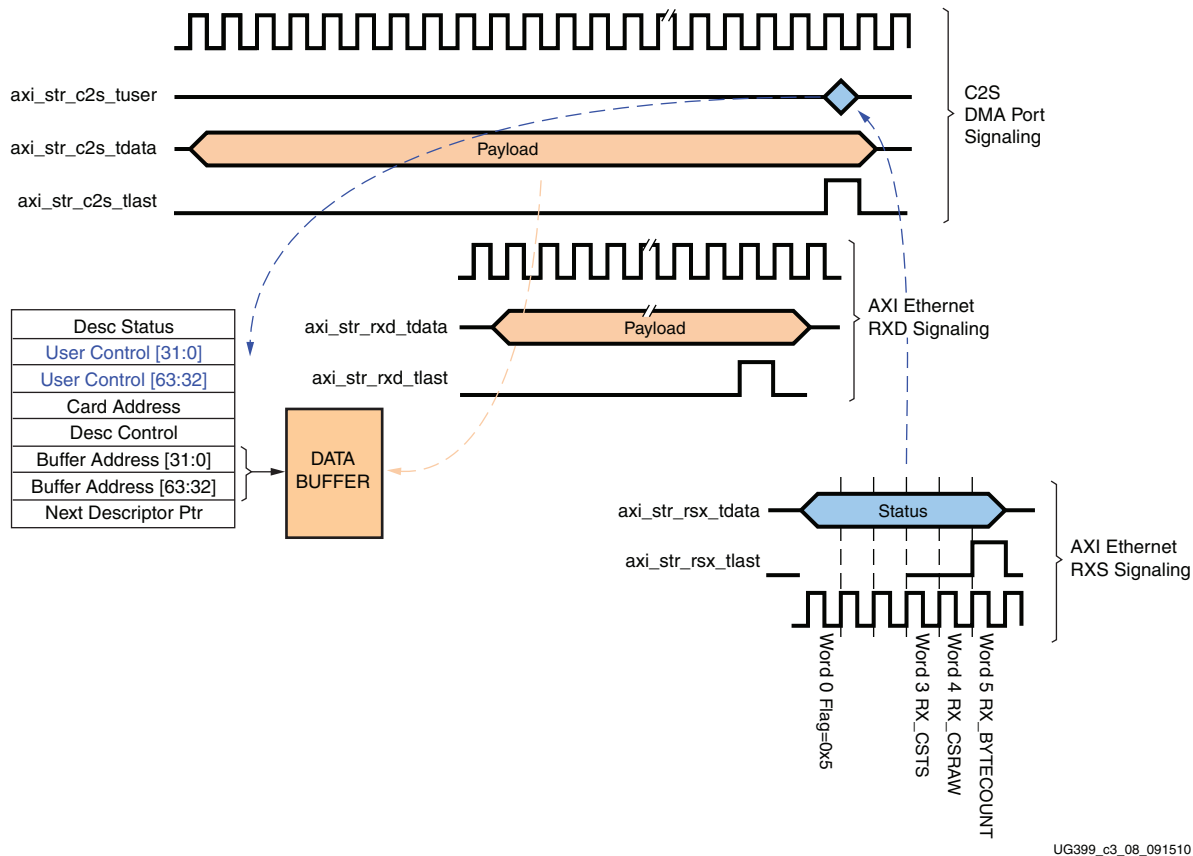 axi_str_c2s_tuser
axi_str_c2s_tdata
Payload
axi_str_c2s_tlast
C2S
DMA Port
Signaling
axi_str_rxd_tdata
Payload
axi_str_rxd_tlast
AXI Ethernet
RXD Signaling
Desc Status
User Control [31:0]
User Control [63:32]
Card Address
Desc Control
Buffer Address [31:0]
Buffer Address [63:32]
Next Descriptor Ptr
DATA
BUFFER
axi_str_rsx_tdata
Status
axi_str_rsx_tlast
AXI Ethernet
RXS Signaling
Word 0 Flag=0x5
Word 3 RX_CSTS
Word 4 RX_CSRAW
Word 5 RX_BYTECOUNT
UG399_c3_08_091510